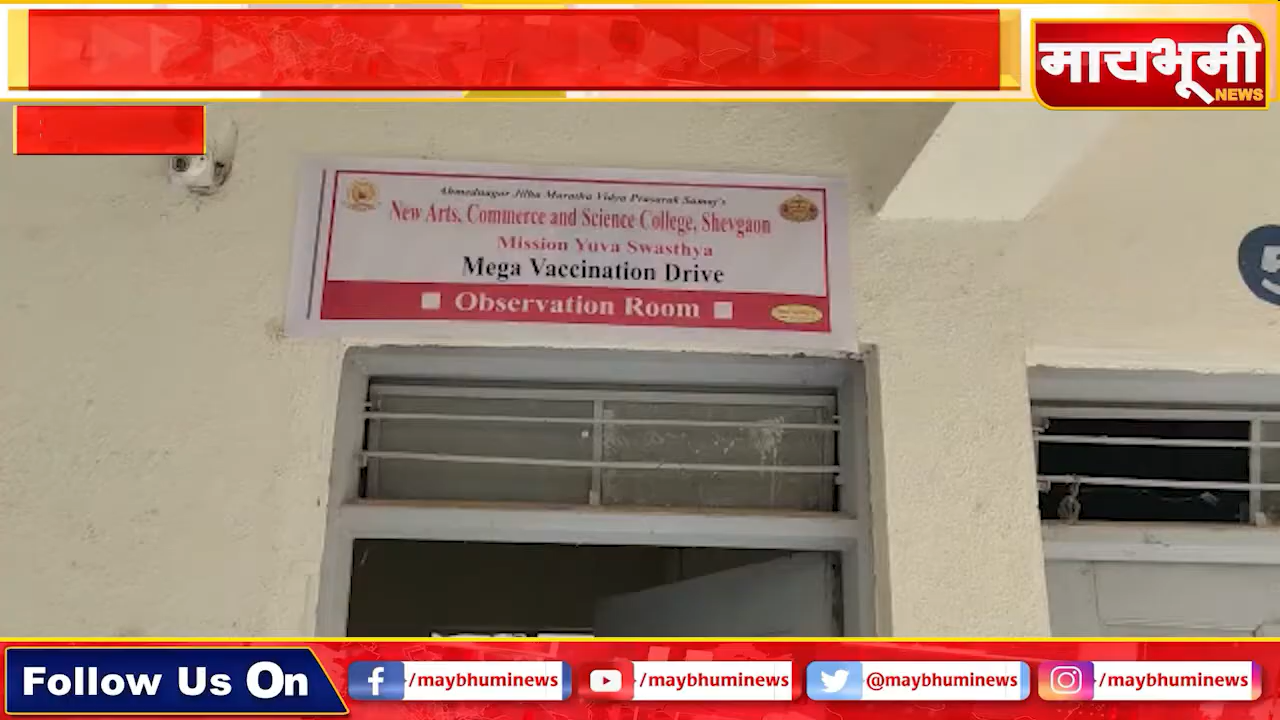 मायभूमी
NEWS
Ahmednagar Jilha Maratha Vidya Prasarak Samaj's
New Arts, Commerce and Science College, Shevgaon
Mission Yuva Swasthya
Mega Vaccination Drive
Observation Room
5
Follow Us On
/maybhuminews
/maybhuminews
@maybhuminews
/maybhuminews